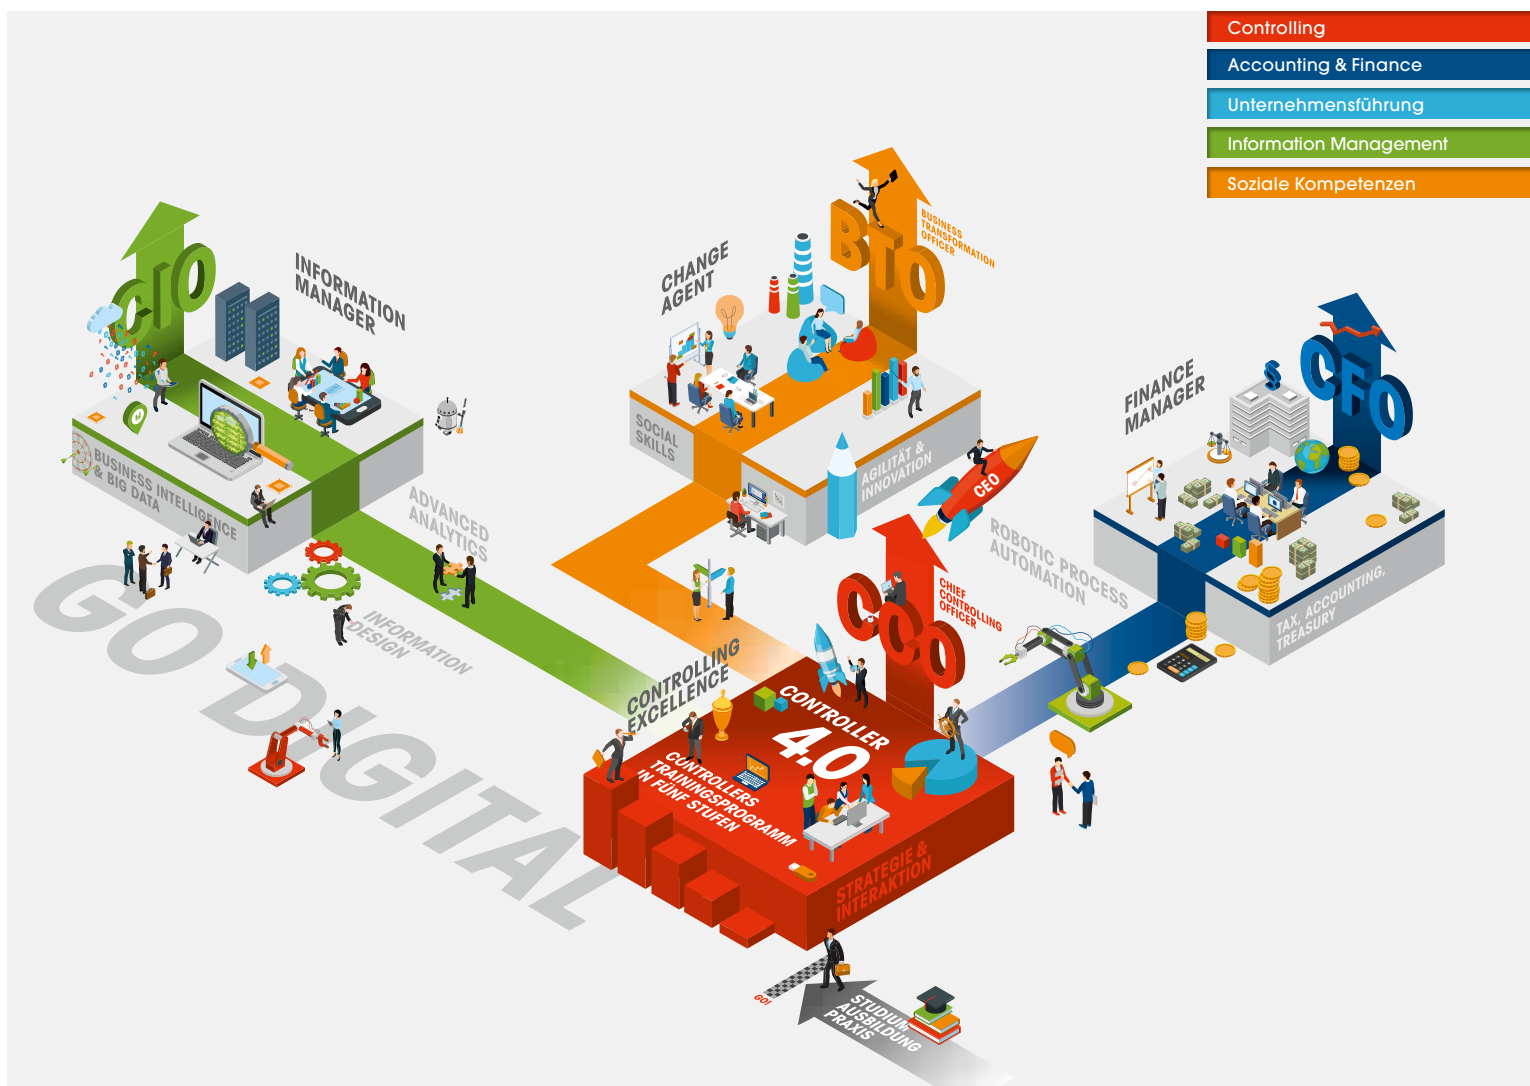 Controlling
Accounting & Finance
Unternehmensführung
Information Management
Soziale Kompetenzen
CIO
INFORMATION
MANAGER
BUSINESS INTELLIGENCE
& BIG DATA
ADVANCED
ANALYTICS
INFORMATION
DESIGN
GO DIGITAL
CHANGE
AGENT
BTO
BUSINESS
TRANSFORMATION
OFFICER
SOCIAL
SKILLS
AGILITÄT &
INNOVATION
CEO
FINANCE
MANAGER
§
CFO
TAX, ACCOUNTING,
TREASURY
ROBOTIC PROCESS
AUTOMATION
CCO
CHIEF
CONTROLLING
OFFICER
CONTROLLING
EXCELLENCE
CONTROLLER
4.0
CONTROLLERS
TRAININGSPROGRAMM
IN FÜNF STUFEN
STRATEGIE &
INTERAKTION
GO!
STUDIUM
AUSBILDUNG
PRAXIS